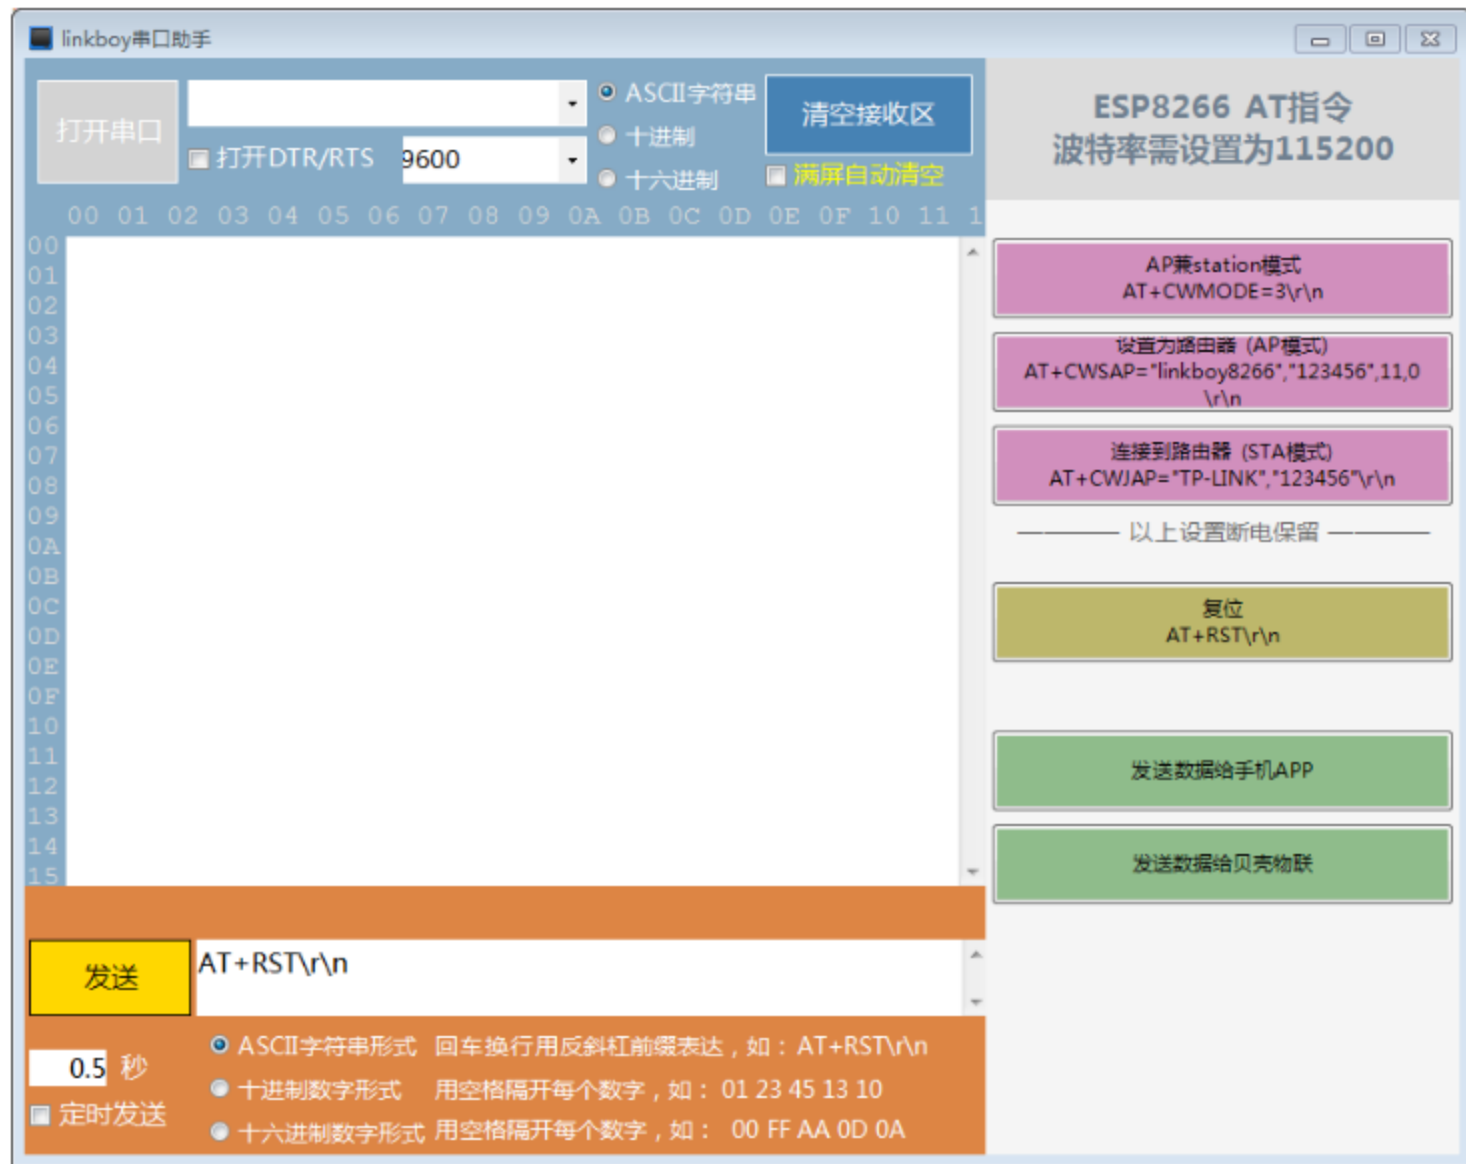 linkboy串口助手
打开串口
打开DTR/RTS
9600
ASCII字符串
十进制
十六进制
清空接收区
满屏自动清空
00 01 02 03 04 05 06 07 08 09 0A 0B 0C 0D 0E 0F 10 11 1
00
01
02
03
04
05
06
07
08
09
0A
0B
0C
0D
0E
0F
10
11
12
13
14
15
发送
AT+RST\r\n
0.5 秒
定时发送
ASCII字符串形式 回车换行用反斜杠前缀表达，如：AT+RST\r\n
十进制数字形式 用空格隔开每个数字，如：01 23 45 13 10
十六进制数字形式 用空格隔开每个数字，如： 00 FF AA 0D 0A
ESP8266 AT指令
波特率需设置为115200
AP兼station模式
AT+CWMODE=3\r\n
设置为路由器 (AP模式)
AT+CWSAP="linkboy8266","123456",11,0
\r\n
连接到路由器 (STA模式)
AT+CWJAP="TP-LINK","123456"\r\n
———— 以上设置断电保留 ————
复位
AT+RST\r\n
发送数据给手机APP
发送数据给贝壳物联